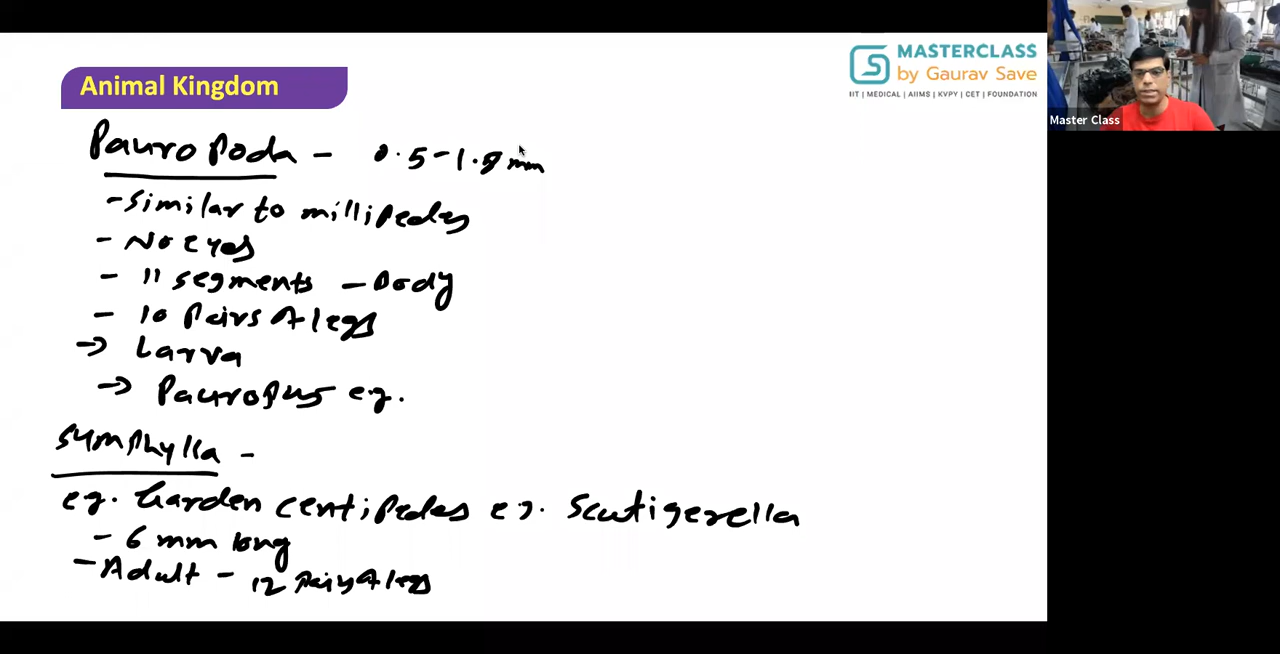 MASTERCLASS
by Gaurav Save
IIT | MEDICAL | AIIMS | KVPY | CET | FOUNDATION
Master Class
Animal Kingdom
PauroPoda - 0.5-1.8 mm
- Similar to millipedes
- No eyes
- 11 segments - Body
- 10 Pairs of legs
→ Larva
→ Pauropus eg.
Symphylla -
eg. Garden centipedes eg. Scutigerella
- 6 mm long
- Adult - 12 pairs of legs